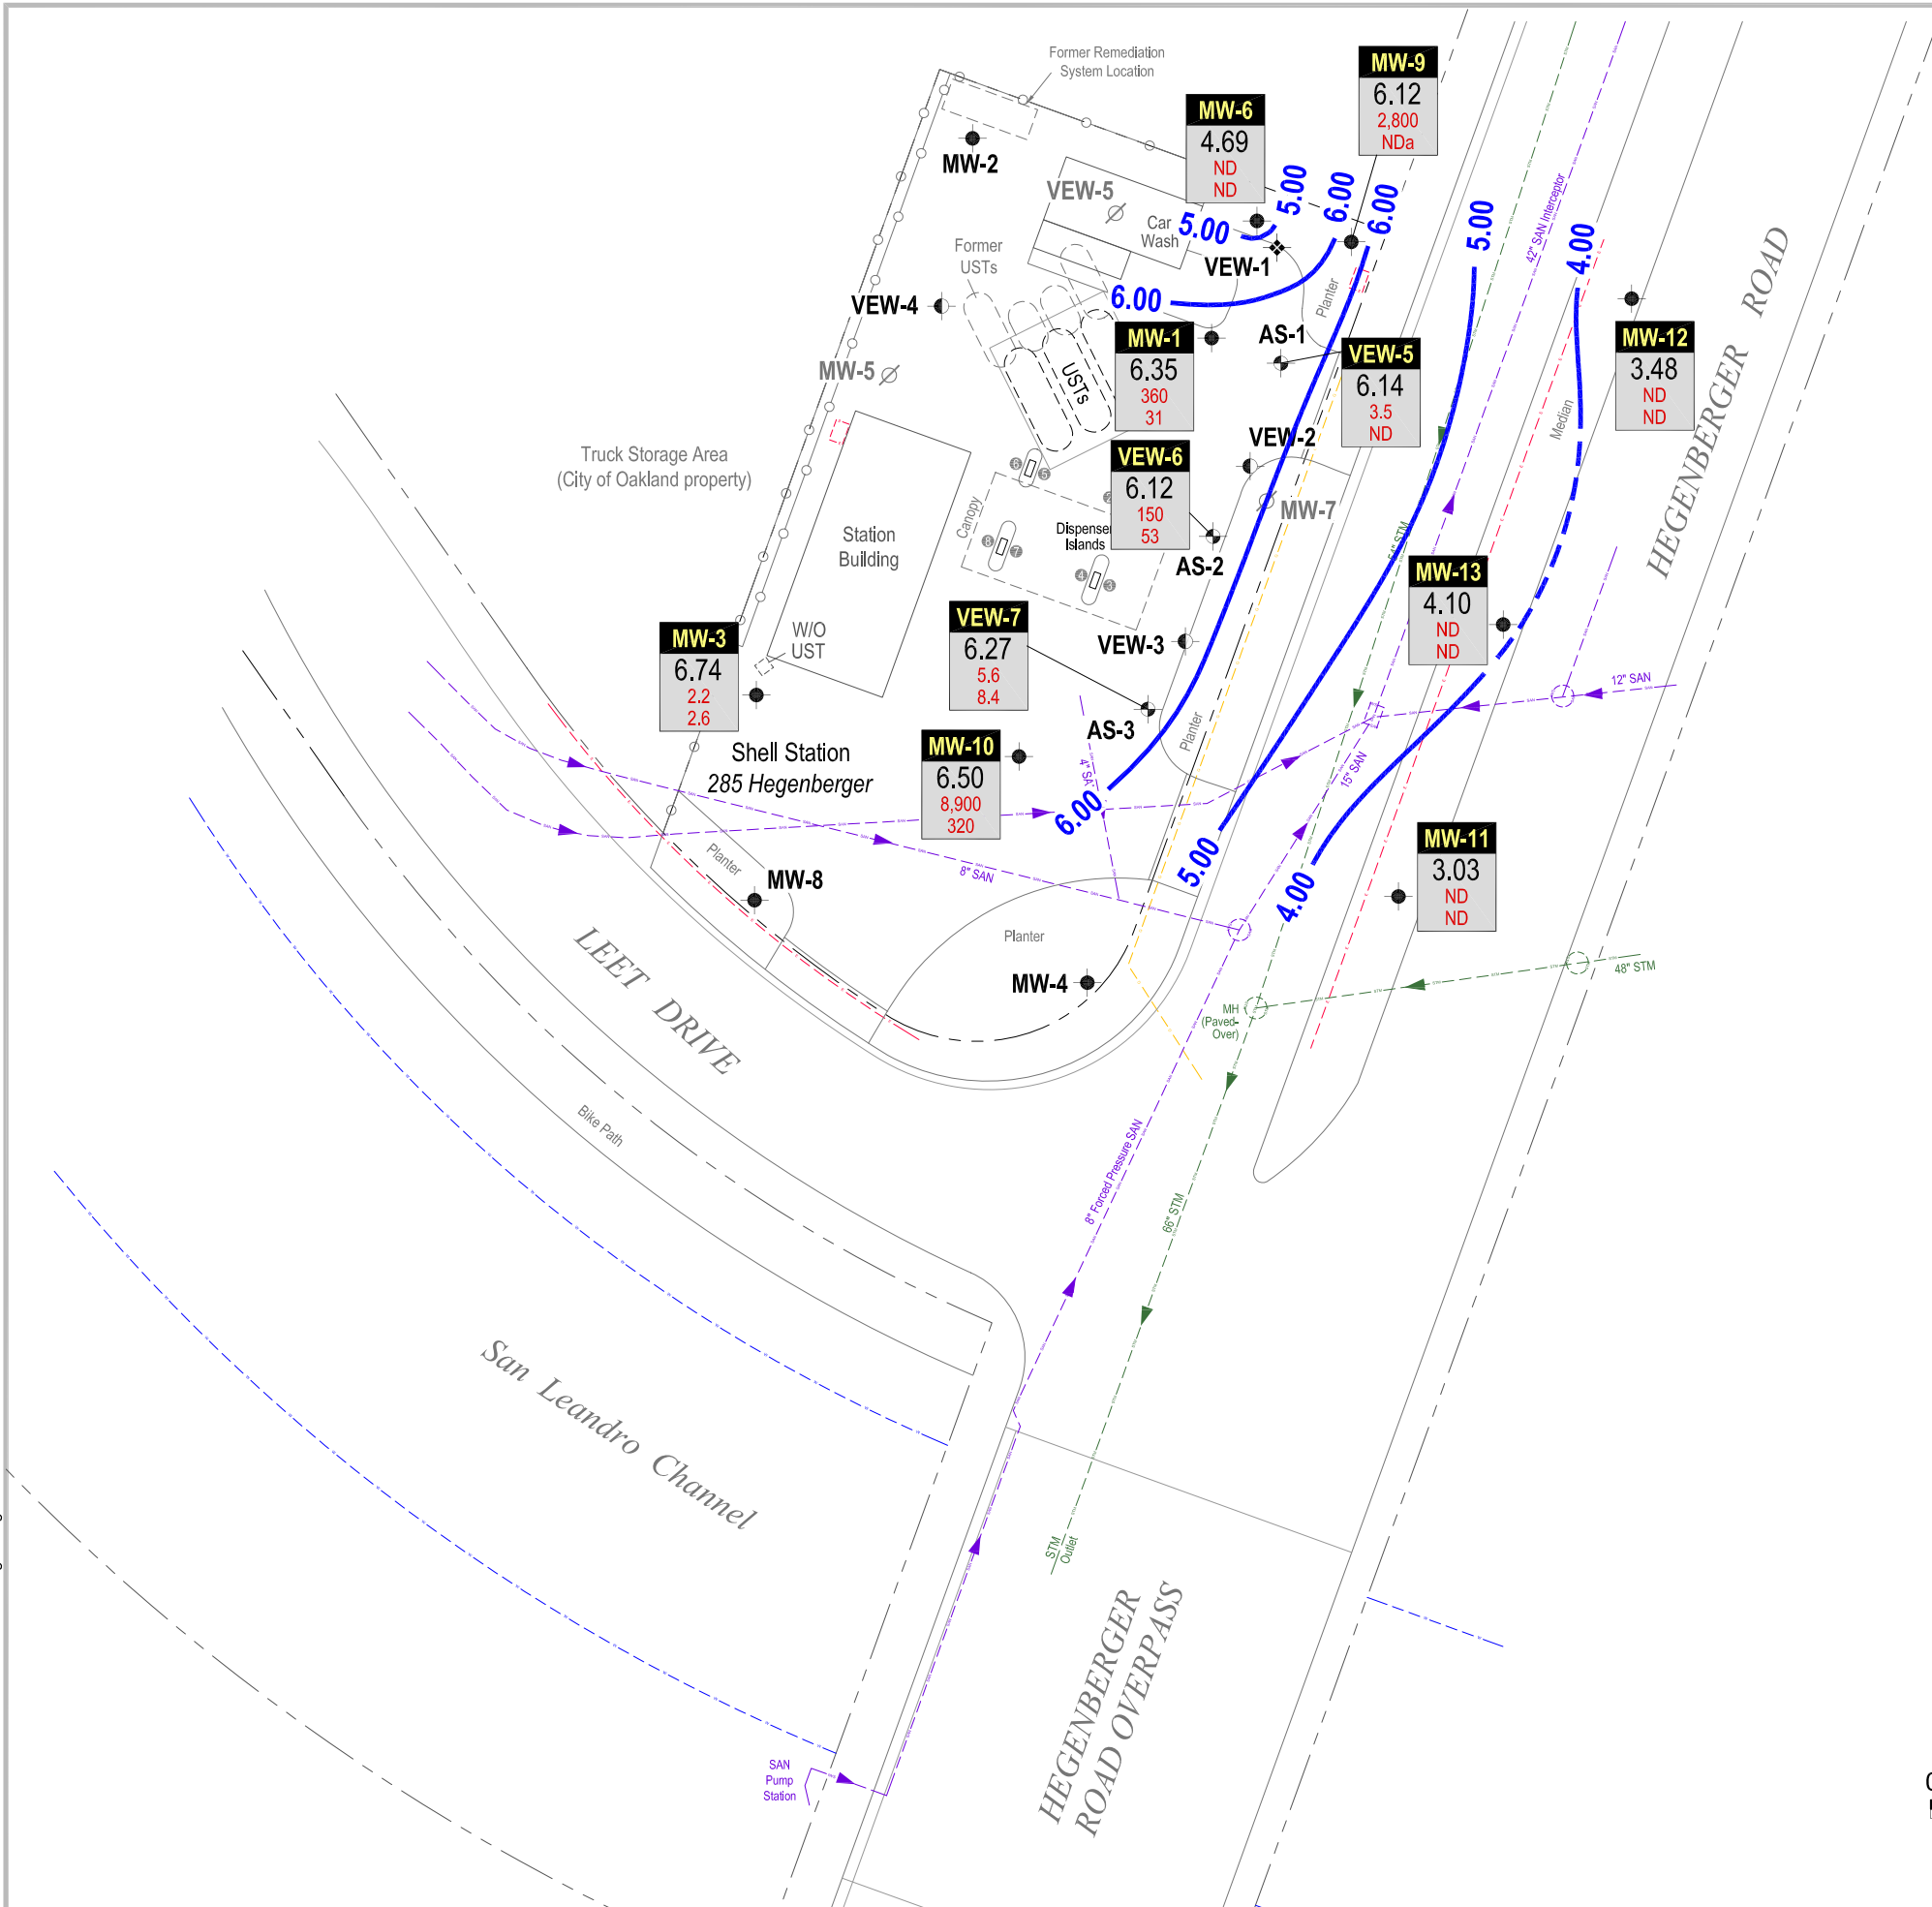 Former Remediation
System Location
MW-9
6.12
2,800
NDa
MW-6
4.69
ND
ND
MW-2
VEW-5
Car
Wash
5.00
5.00
6.00
6.00
5.00
4.00
42" SAN Interceptor
HEGENBERGER ROAD
Former
USTs
VEW-1
VEW-4
6.00
Planter
MW-12
3.48
ND
ND
MW-1
6.35
360
31
AS-1
VEW-5
6.14
3.5
ND
MW-5
USTs
Median
Truck Storage Area
(City of Oakland property)
VEW-2
VEW-6
6.12
150
53
MW-7
6
5
2
Canopy
Station
Building
Dispenser
Islands
8
7
4
3
AS-2
54" STM
MW-13
4.10
ND
ND
VEW-7
6.27
5.6
8.4
VEW-3
W/O
UST
MW-3
6.74
2.2
2.6
12" SAN
AS-3
Planter
Shell Station
285 Hegenberger
MW-10
6.50
8,900
320
15" SAN
6.00
5.00
4.00
MW-11
3.03
ND
ND
Planter
8" SAN
MW-8
Planter
MW-4
48" STM
MH
(Paved-
Over)
LEET DRIVE
Bike Path
8" Forced Pressure SAN
66" STM
San Leandro Channel
STM
Outlet
HEGENBERGER
ROAD OVERPASS
SAN
Pump
Station